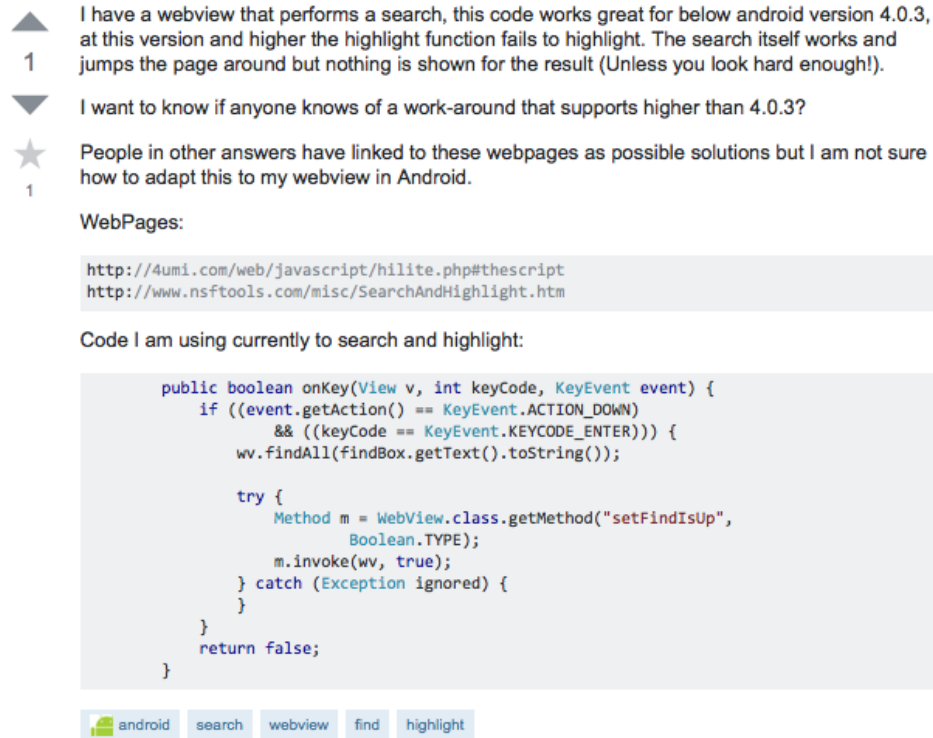 I have a webview that performs a search, this code works great for below android version 4.0.3,
at this version and higher the highlight function fails to highlight. The search itself works and
1
jumps the page around but nothing is shown for the result (Unless you look hard enough!).
I want to know if anyone knows of a work-around that supports higher than 4.0.3?
People in other answers have linked to these webpages as possible solutions but I am not sure
how to adapt this to my webview in Android.
1
WebPages:
http://4umi.com/web/javascript/hilite.php#thescript
http://www.nsftools.com/misc/SearchAndHighlight.htm
Code I am using currently to search and highlight:
public boolean onKey(View v, int keyCode, KeyEvent event) {
if ((event.getAction() == KeyEvent.ACTION_DOWN)
&& ((keyCode == KeyEvent.KEYCODE_ENTER))) {
wv.findAll(findBox.getText().toString());
try {
Method m = WebView.class.getMethod("setFindIsUp",
Boolean.TYPE);
m.invoke(wv, true);
} catch (Exception ignored) {
}
}
return false;
}
android search webview find highlight